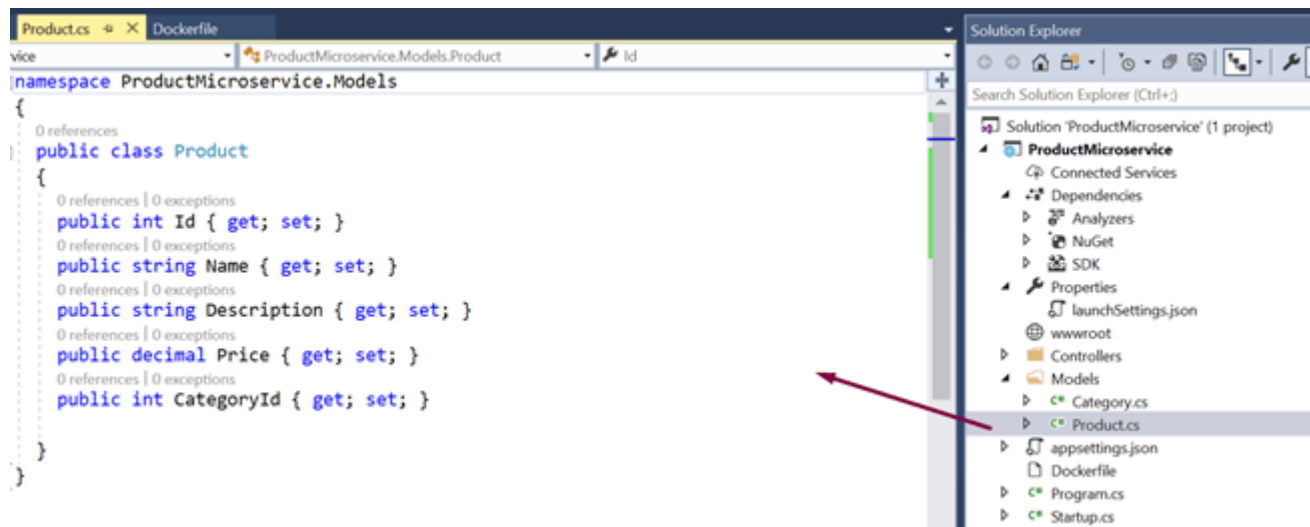 Product.cs
Dockerfile
vice
ProductMicroservice.Models.Product
Id
namespace ProductMicroservice.Models
{
0 references
public class Product
{
0 references | 0 exceptions
public int Id { get; set; }
0 references | 0 exceptions
public string Name { get; set; }
0 references | 0 exceptions
public string Description { get; set; }
0 references | 0 exceptions
public decimal Price { get; set; }
0 references | 0 exceptions
public int CategoryId { get; set; }
}
}
Solution Explorer
Search Solution Explorer (Ctrl+;)
Solution 'ProductMicroservice' (1 project)
ProductMicroservice
Connected Services
Dependencies
Analyzers
NuGet
SDK
Properties
launchSettings.json
wwwroot
Controllers
Models
C# Category.cs
C# Product.cs
appsettings.json
Dockerfile
C# Program.cs
C# Startup.cs